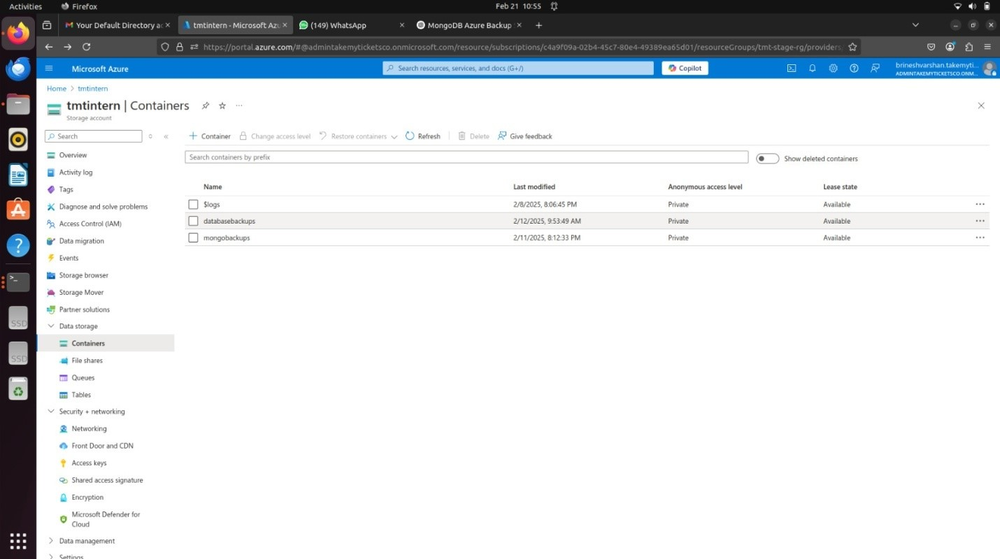 Activities
Firefox
Feb 21 10:55
Your Default Directory ac
tmtintern - Microsoft Azu
(149) WhatsApp
MongoDB Azure Backup
https://portal.azure.com/#@admintakemyticketsco.onmicrosoft.com/resource/subscriptions/c4a9f09a-02b4-45c7-80e4-49389ea65d01/resourceGroups/tmt-stage-rg/providers
Microsoft Azure
Search resources, services, and docs (G+/)
Copilot
brineshvarshan.takemyti...
ADMINTAKEMYTICKETSCO.ONM...
Home > tmtintern
tmtintern | Containers
Storage account
Search
Container
Change access level
Restore containers
Refresh
Delete
Give feedback
Search containers by prefix
Show deleted containers
Name Last modified Anonymous access level Lease state
$logs 2/8/2025, 8:06:45 PM Private Available
databasebackups 2/12/2025, 9:53:49 AM Private Available
mongobackups 2/11/2025, 8:12:33 PM Private Available
Overview
Activity log
Tags
Diagnose and solve problems
Access Control (IAM)
Data migration
Events
Storage browser
Storage Mover
Partner solutions
Data storage
Containers
File shares
Queues
Tables
Security + networking
Networking
Front Door and CDN
Access keys
Shared access signature
Encryption
Microsoft Defender for
Cloud
Data management
Settings
SSD
SSD